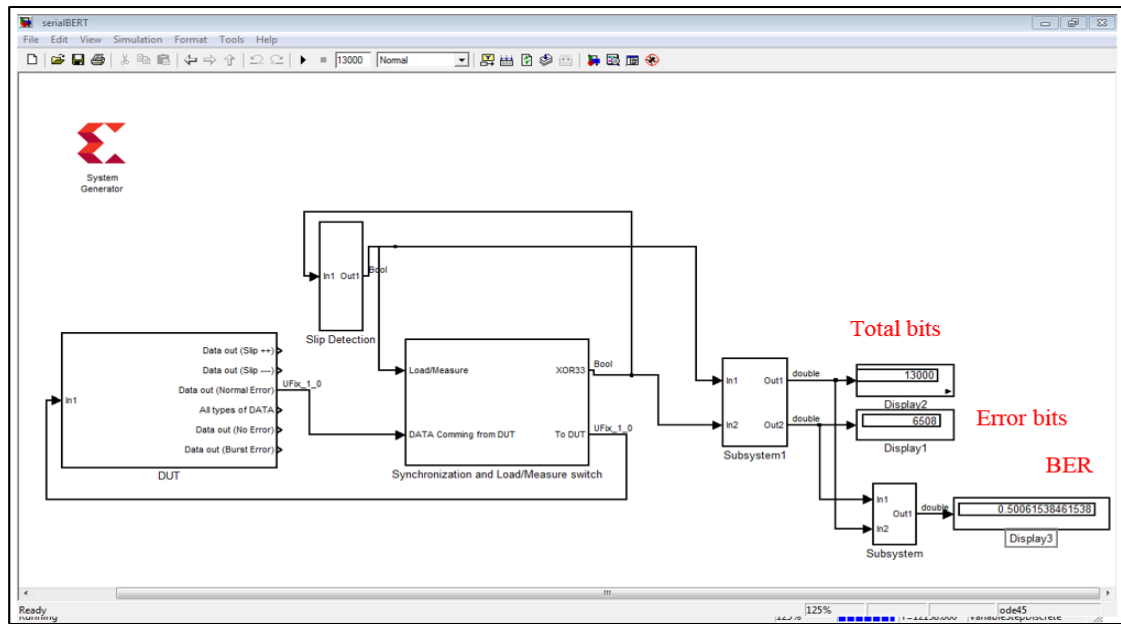 serialBERT
File Edit View Simulation Format Tools Help
13000 Normal
System
Generator
In1 Out1
Bool
Slip Detection
Total bits
Data out (Slip ++)
Data out (Slip ---)
Data out (Normal Error)
UFix_1_0
In1
All types of DATA
Data out (No Error)
Data out (Burst Error)
DUT
Load/Measure
XOR33
Bool
DATA Comming from DUT
To DUT
UFix_1_0
Synchronization and Load/Measure switch
In1
Out1
double
In2
Out2
double
Subsystem1
13000
Display2
6508
Display1
Error bits
BER
In1
Out1
In2
double
Subsystem
0.50061538461538
Display3
Ready
125%
ode45
Running